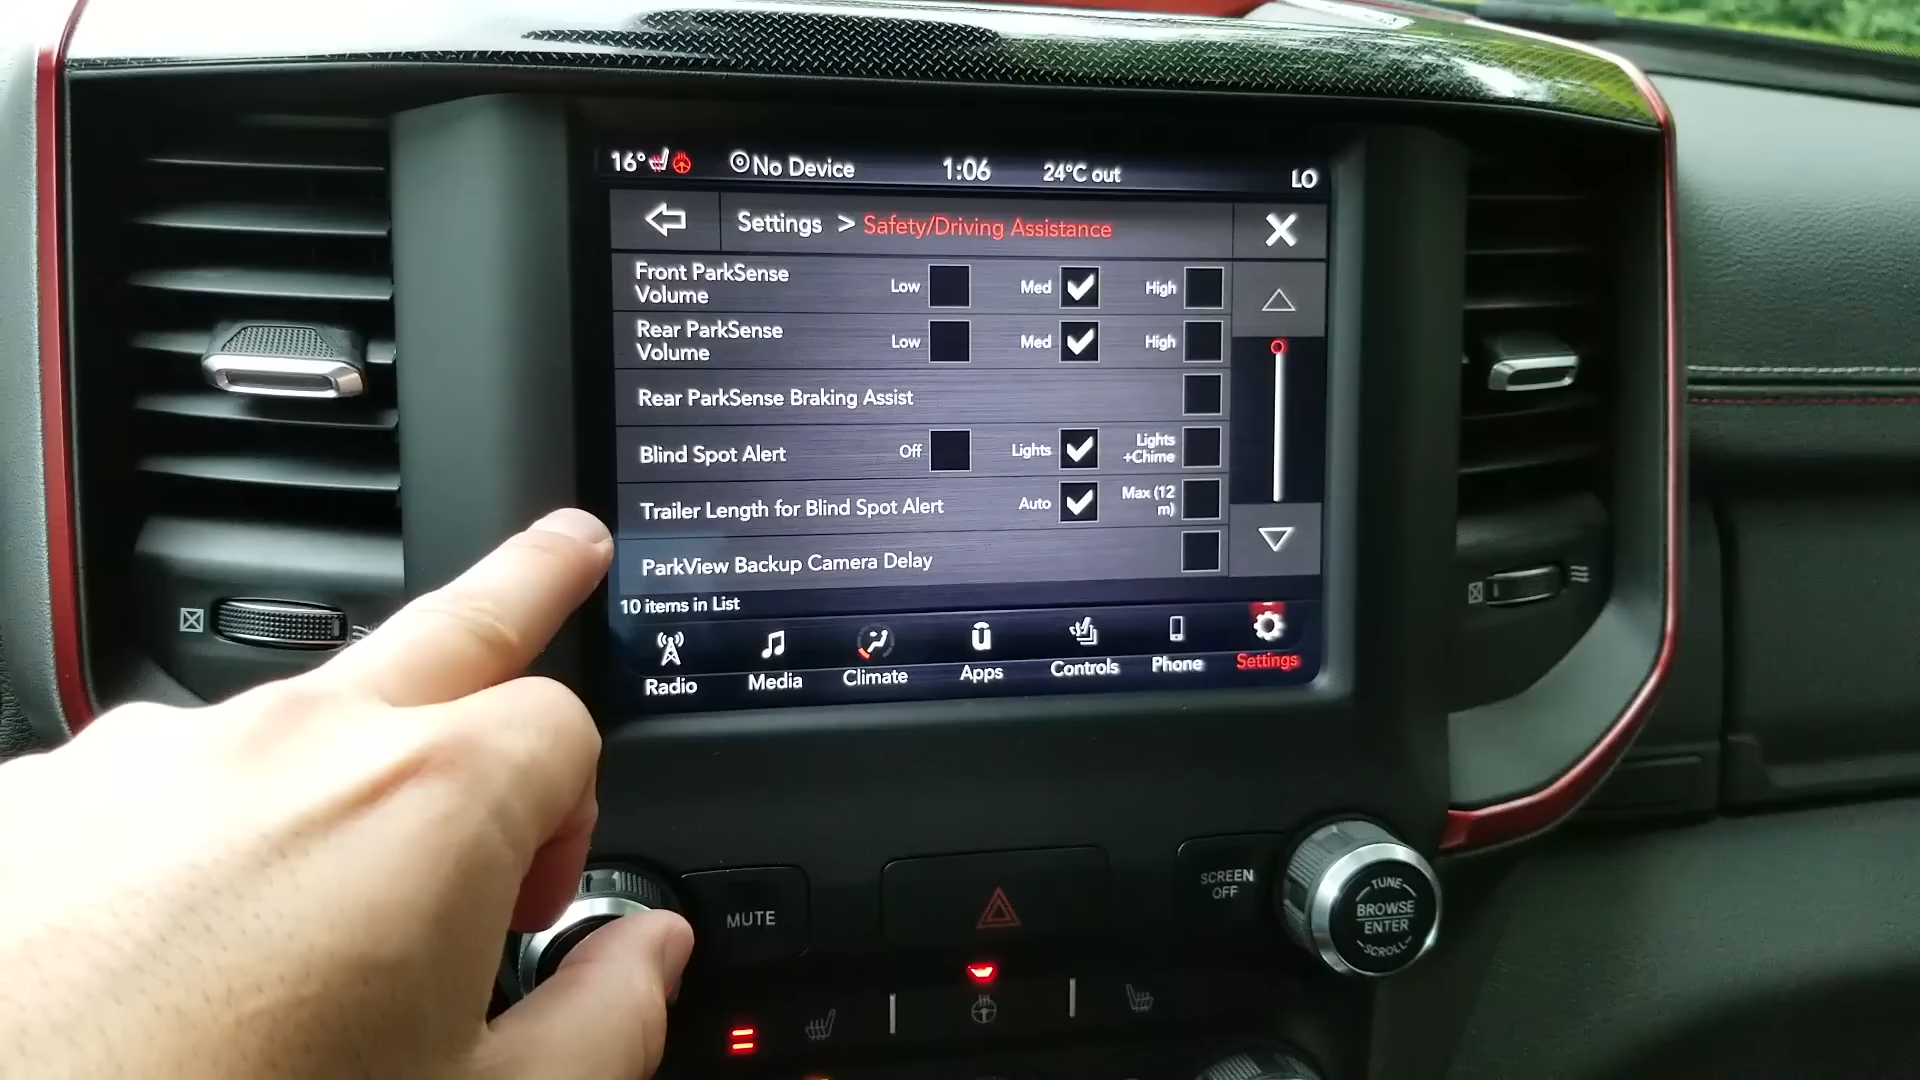 16° No Device 1:06 24°C out LO
Settings > Safety/Driving Assistance
Front ParkSense
Volume
Low Med High
Rear ParkSense
Volume
Low Med High
Rear ParkSense Braking Assist
Blind Spot Alert Off Lights
Lights
+Chime
Trailer Length for Blind Spot Alert Auto
Max (12
m)
ParkView Backup Camera Delay
10 items in List
Radio Media Climate Apps Controls Phone Settings
MUTE
SCREEN
OFF
TUNE
BROWSE
ENTER
SCROLL